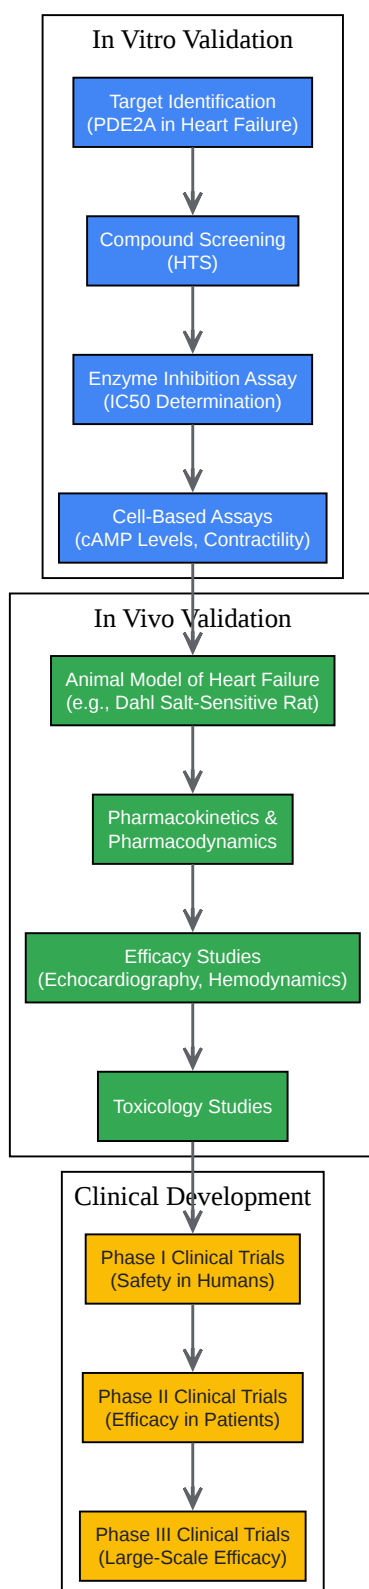 In Vitro Validation
Target Identification
(PDE2A in Heart Failure)
Compound Screening
(HTS)
Enzyme Inhibition Assay
(IC50 Determination)
Cell-Based Assays
(cAMP Levels, Contractility)
In Vivo Validation
Animal Model of Heart Failure
(e.g., Dahl Salt-Sensitive Rat)
Pharmacokinetics &
Pharmacodynamics
Efficacy Studies
(Echocardiography, Hemodynamics)
Toxicology Studies
Clinical Development
Phase I Clinical Trials
(Safety in Humans)
Phase II Clinical Trials
(Efficacy in Patients)
Phase III Clinical Trials
(Large-Scale Efficacy)